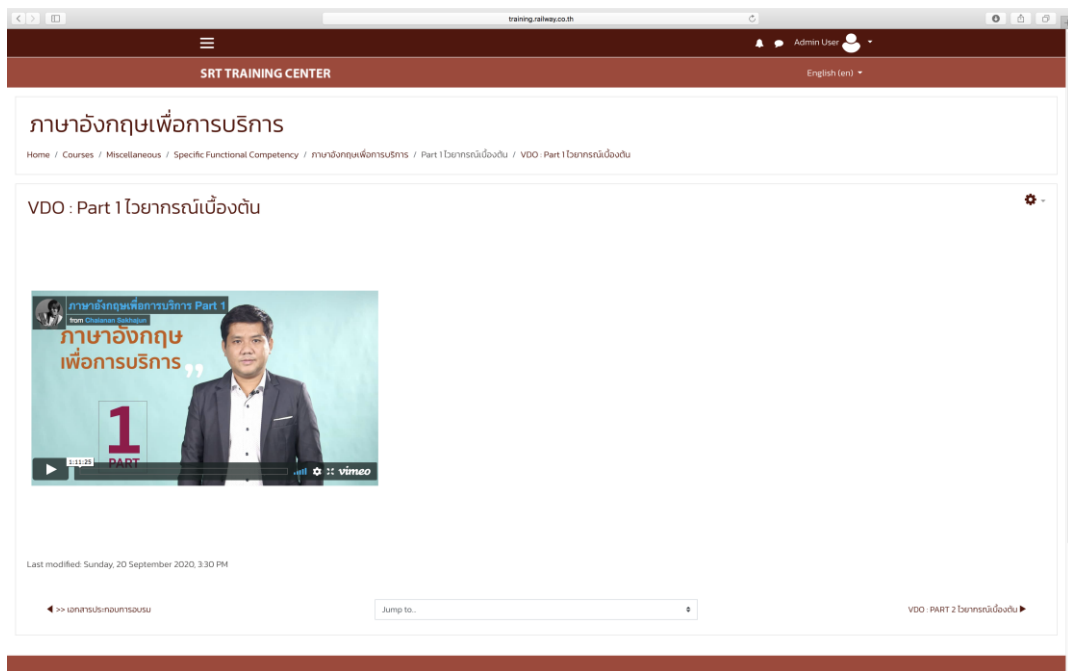 training.railway.co.th
Admin User
SRT TRAINING CENTER
English (en)
ภาษาอังกฤษเพื่อการบริการ
Home / Courses / Miscellaneous / Specific Functional Competency / ภาษาอังกฤษเพื่อการบริการ / Part 1 ไวยากรณ์เบื้องต้น / VDO : Part 1 ไวยากรณ์เบื้องต้น
VDO : Part 1 ไวยากรณ์เบื้องต้น
ภาษาอังกฤษเพื่อการบริการ Part 1
from Chaianan Sakhajun
ภาษาอังกฤษ
เพื่อการบริการ
1
PART
1:11:25
vimeo
Last modified: Sunday, 20 September 2020, 3:30 PM
◀ >> เอกสารประกอบการอบรม
Jump to...
VDO : PART 2 ไวยากรณ์เบื้องต้น ▶